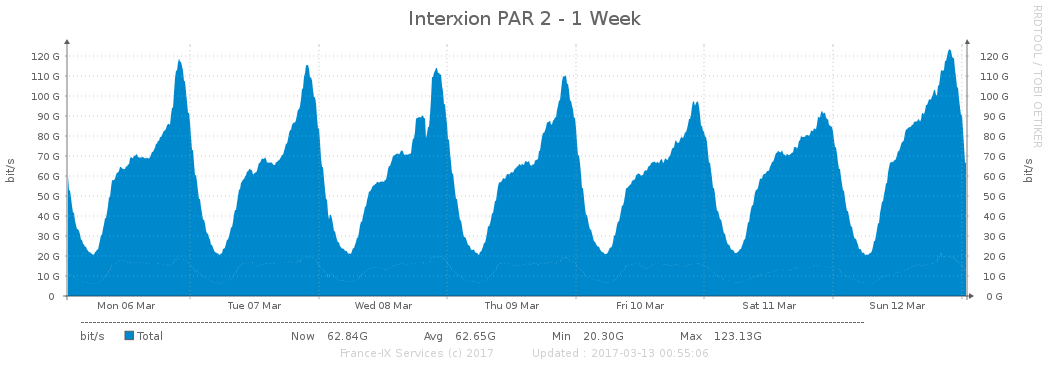 Interxion PAR 2 - 1 Week
RRDTOOL / TOBI OETIKER
120 G 120 G
110 G 110 G
100 G 100 G
90 G 90 G
80 G 80 G
70 G 70 G
60 G 60 G
50 G 50 G
40 G 40 G
30 G 30 G
20 G 20 G
10 G 10 G
0 0 G
bit/s bit/s
Mon 06 Mar Tue 07 Mar Wed 08 Mar Thu 09 Mar Fri 10 Mar Sat 11 Mar Sun 12 Mar
bit/s Total Now 62.84G Avg 62.65G Min 20.30G Max 123.13G
France-IX Services (c) 2017 Updated : 2017-03-13 00:55:06